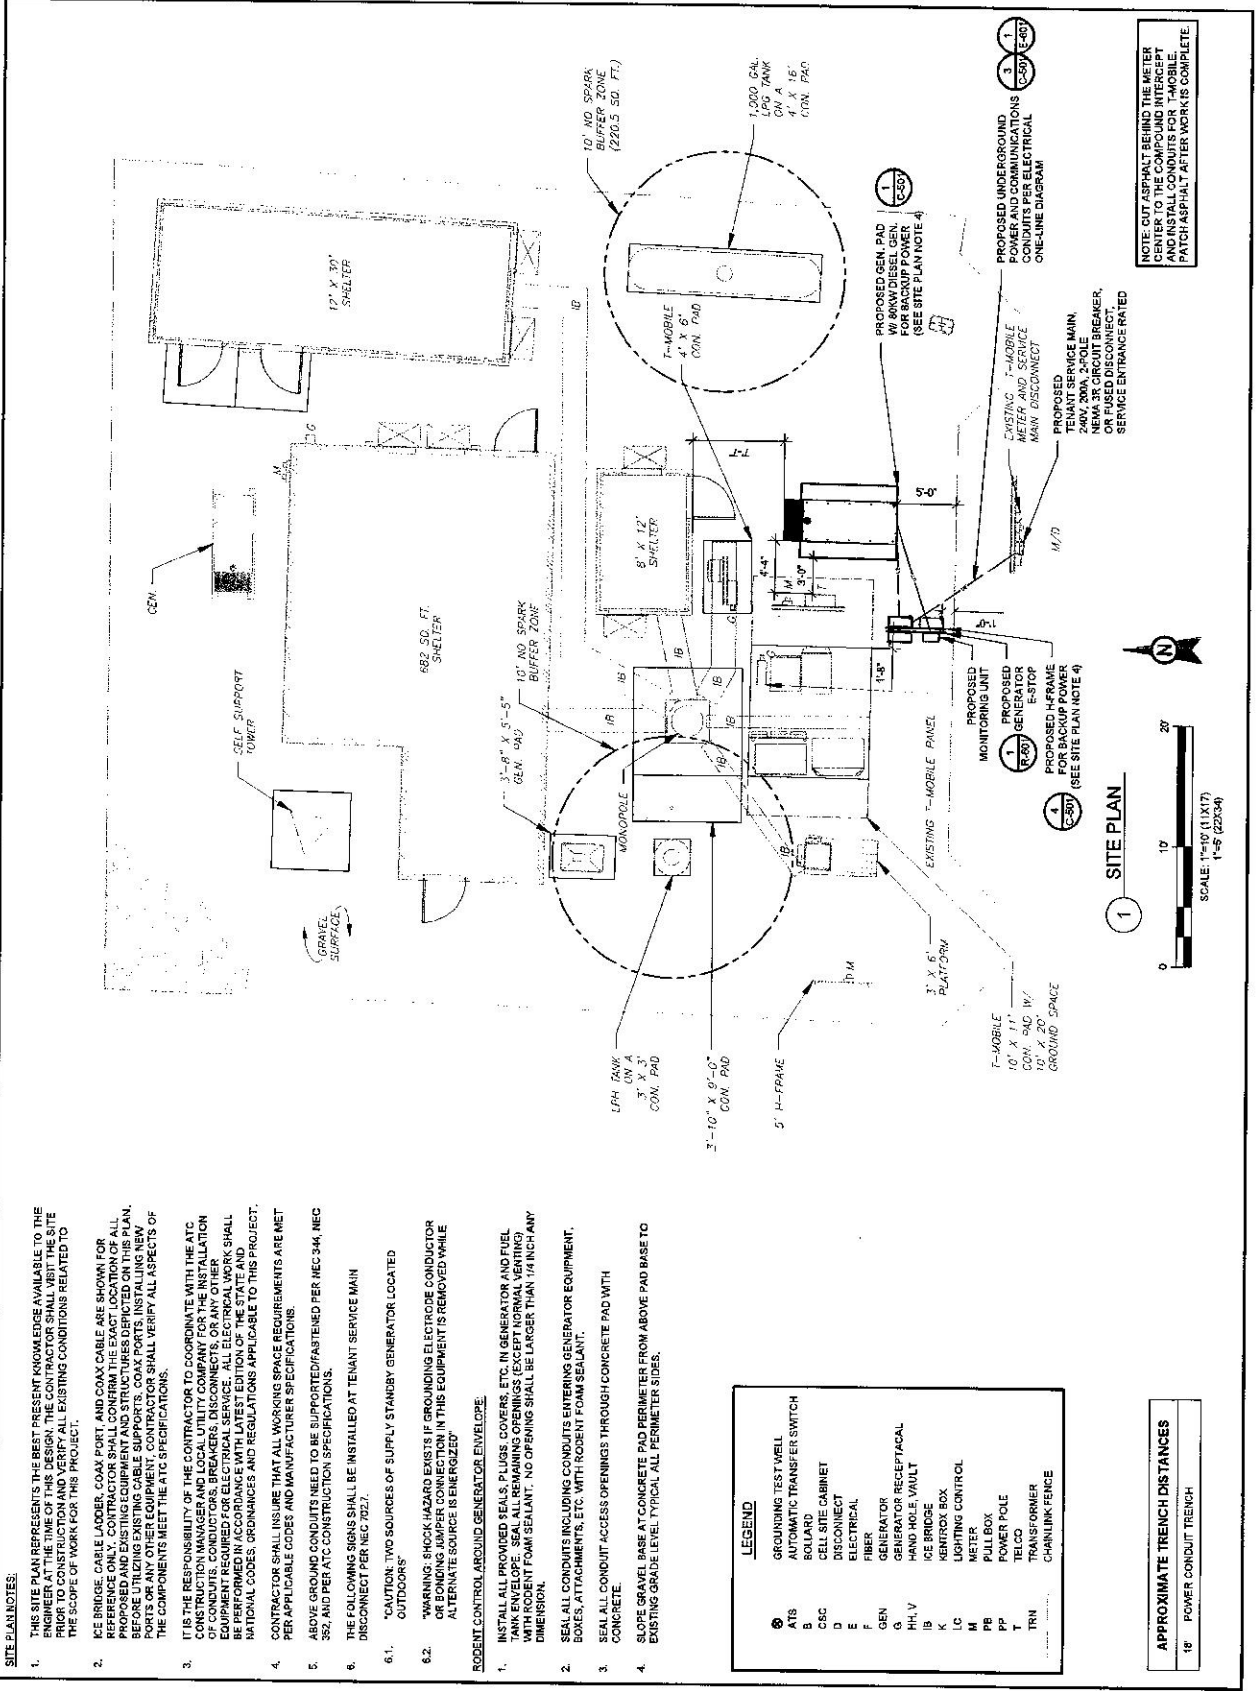 SITE PLAN NOTES:
1. THIS SITE PLAN REPRESENTS THE BEST PRESENT KNOWLEDGE AVAILABLE TO THE
ENGINEER AT THE TIME OF THIS DESIGN. THE CONTRACTOR SHALL VISIT THE SITE
PRIOR TO CONSTRUCTION AND VERIFY ALL EXISTING CONDITIONS RELATED TO
THE SCOPE OF WORK FOR THIS PROJECT.
2. ICE BRIDGE, CABLE LADDER, COAX PORT, AND COAX CABLE ARE SHOWN FOR
REFERENCE ONLY. CONTRACTOR SHALL CONFIRM THE EXACT LOCATION OF ALL
PROPOSED AND EXISTING EQUIPMENT AND STRUCTURES DEPICTED ON THIS PLAN.
BEFORE UTILIZING EXISTING CABLE SUPPORTS, COAX PORTS, INSTALLING NEW
PORTS OR ANY OTHER EQUIPMENT, CONTRACTOR SHALL VERIFY ALL ASPECTS OF
THE COMPONENTS MEET THE ATC SPECIFICATIONS.
3. IT IS THE RESPONSIBILITY OF THE CONTRACTOR TO COORDINATE WITH THE ATC
CONSTRUCTION MANAGER AND LOCAL UTILITY COMPANY FOR THE INSTALLATION
OF CONDUITS, CONDUCTORS, BREAKERS, DISCONNECTS, OR ANY OTHER
EQUIPMENT REQUIRED FOR ELECTRICAL SERVICE. ALL ELECTRICAL WORK SHALL
BE PERFORMED IN ACCORDANCE WITH LATEST EDITION OF THE STATE AND
NATIONAL CODES, ORDINANCES AND REGULATIONS APPLICABLE TO THIS PROJECT.
4. CONTRACTOR SHALL INSURE THAT ALL WORKING SPACE REQUIREMENTS ARE MET
PER APPLICABLE CODES AND MANUFACTURER SPECIFICATIONS.
5. ABOVE GROUND CONDUITS NEED TO BE SUPPORTED/FASTENED PER NEC 344, NEC
352, AND PER ATC CONSTRUCTION SPECIFICATIONS.
6. THE FOLLOWING SIGNS SHALL BE INSTALLED AT TENANT SERVICE MAIN
DISCONNECT PER NEC 702.7.
6.1. "CAUTION: TWO SOURCES OF SUPPLY STANDBY GENERATOR LOCATED
OUTDOORS"
6.2. "WARNING: SHOCK HAZARD EXISTS IF GROUNDING ELECTRODE CONDUCTOR
OR BONDING JUMPER CONNECTION IN THIS EQUIPMENT IS REMOVED WHILE
ALTERNATE SOURCE IS ENERGIZED"
RODENT CONTROL AROUND GENERATOR ENVELOPE:
1. INSTALL ALL PROVIDED SEALS, PLUGS, COVERS, ETC. IN GENERATOR AND FUEL
TANK ENVELOPE. SEAL ALL REMAINING OPENINGS (EXCEPT NORMAL VENTING)
WITH RODENT FOAM SEALANT. NO OPENING SHALL BE LARGER THAN 1/4 INCH ANY
DIMENSION.
2. SEAL ALL CONDUITS INCLUDING CONDUITS ENTERING GENERATOR EQUIPMENT,
BOXES, ATTACHMENTS, ETC. WITH RODENT FOAM SEALANT.
3. SEAL ALL CONDUIT ACCESS OPENINGS THROUGH CONCRETE PAD WITH
CONCRETE.
4. SLOPE GRAVEL BASE AT CONCRETE PAD PERIMETER FROM ABOVE PAD BASE TO
EXISTING GRADE LEVEL TYPICAL ALL PERIMETER SIDES.
LEGEND
GROUNDING TEST WELL
ATS AUTOMATIC TRANSFER SWITCH
B BOLLARD
CSC CELL SITE CABINET
D DISCONNECT
E ELECTRICAL
F FIBER
GEN GENERATOR
G GENERATOR RECEPTACAL
HH, V HAND HOLE, VAULT
IB ICE BRIDGE
K KENTROX BOX
LC LIGHTING CONTROL
M METER
PB PULL BOX
PP POWER POLE
T TELCO
TRN TRANSFORMER
CHAINLINK FENCE
APPROXIMATE TRENCH DISTANCES
18' POWER CONDUIT TRENCH
GRAVEL
SURFACE
SELF SUPPORT
TOWER
GEN.
M
G
682 SQ. FT.
SHELTER
12' X 30'
SHELTER
IB
10' NO SPARK
BUFFER ZONE
(220.5 SQ. FT.)
1,000 GAL.
LPG TANK
ON A
4' X 16'
CON. PAD
T-MOBILE
4' X 6'
CON. PAD
8' X 12'
SHELTER
10' NO SPARK
BUFFER ZONE
3'-8" X 5'-5"
GEN. PAD
MONOPOLE
IB
IB
IB
IB
IB
IB
IB
LPH TANK
ON A
3' X 3'
CON. PAD
3'-10" X 9'-0"
CON. PAD
5' H-FRAME
D M
3' X 6'
PLATFORM
T-MOBILE
10' X 11'
CON. PAD W/
10' X 20'
GROUND SPACE
EXISTING T-MOBILE PANEL
7'-7"
4'-4"
3'-0"
5'-0"
1'-0"
1'-8"
G
G
M
T
PROPOSED GEN. PAD
W/ 80KW DIESEL GEN.
FOR BACKUP POWER
(SEE SITE PLAN NOTE 4)
1
C-501
HH
PROPOSED UNDERGROUND
POWER AND COMMUNICATIONS
CONDUITS PER ELECTRICAL
ONE-LINE DIAGRAM
3
C-501
1
E-601
EXISTING T-MOBILE
METER AND SERVICE
MAIN DISCONNECT
PROPOSED
TENANT SERVICE MAIN,
240V, 200A, 2-POLE
NEMA 3R CIRCUIT BREAKER,
OR FUSED DISCONNECT,
SERVICE ENTRANCE RATED
M/D
PROPOSED
MONITORING UNIT
PROPOSED
GENERATOR
E-STOP
1
R-601
PROPOSED H-FRAME
FOR BACKUP POWER
(SEE SITE PLAN NOTE 4)
4
C-501
NOTE: CUT ASPHALT BEHIND THE METER
CENTER TO THE COMPOUND INTERCEPT
AND INSTALL CONDUITS FOR T-MOBILE.
PATCH ASPHALT AFTER WORK IS COMPLETE.
N
1 SITE PLAN
0 10' 20'
SCALE: 1"=10' (11X17)
1"=5' (22X34)